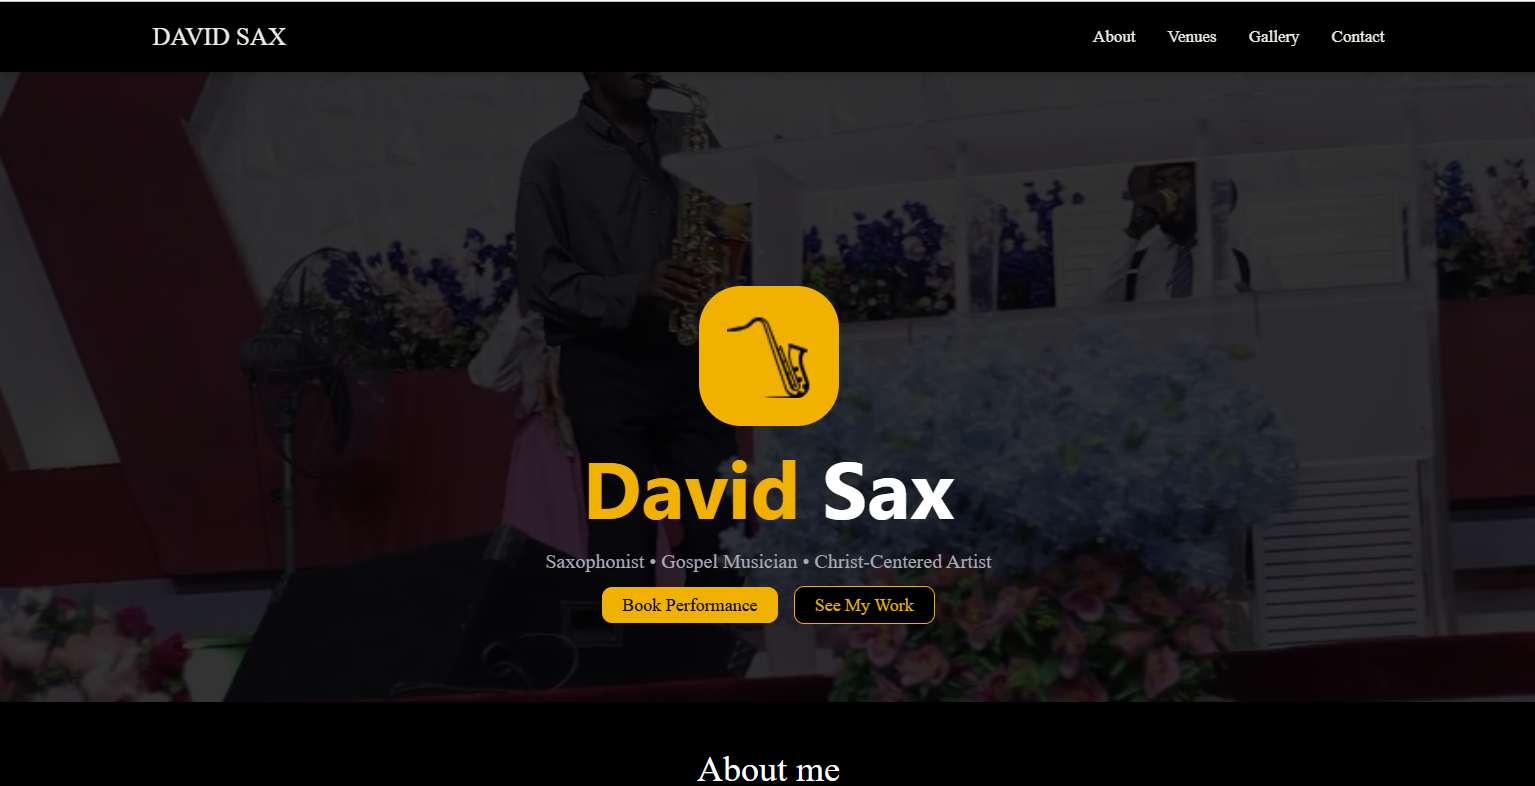 DAVID SAX
About Venues Gallery Contact
David Sax
Saxophonist • Gospel Musician • Christ-Centered Artist
Book Performance See My Work
About me